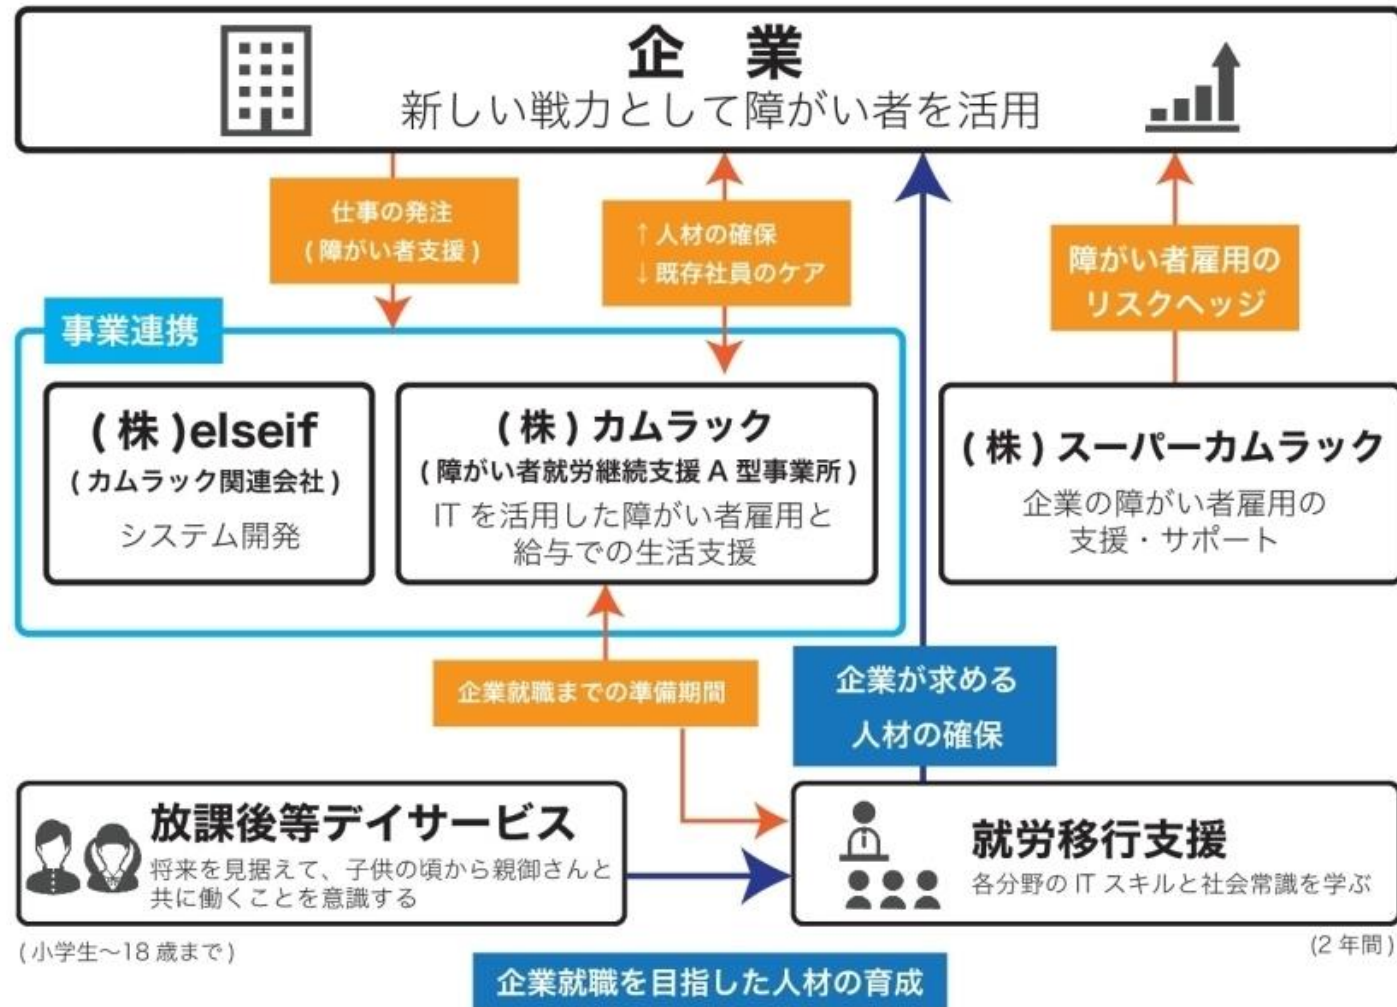 企 業
新しい戦力として障がい者を活用
仕事の発注
( 障がい者支援 )
↑人材の確保
↓既存社員のケア
障がい者雇用の
リスクヘッジ
事業連携
( 株 )elseif
( カムラック関連会社 )
システム開発
( 株 ) カムラック
( 障がい者就労継続支援 A 型事業所 )
IT を活用した障がい者雇用と
給与での生活支援
( 株 ) スーパーカムラック
企業の障がい者雇用の
支援・サポート
企業就職までの準備期間
企業が求める
人材の確保
放課後等デイサービス
将来を見据えて、子供の頃から親御さんと
共に働くことを意識する
( 小学生～18 歳まで )
就労移行支援
各分野の IT スキルと社会常識を学ぶ
(2 年間 )
企業就職を目指した人材の育成